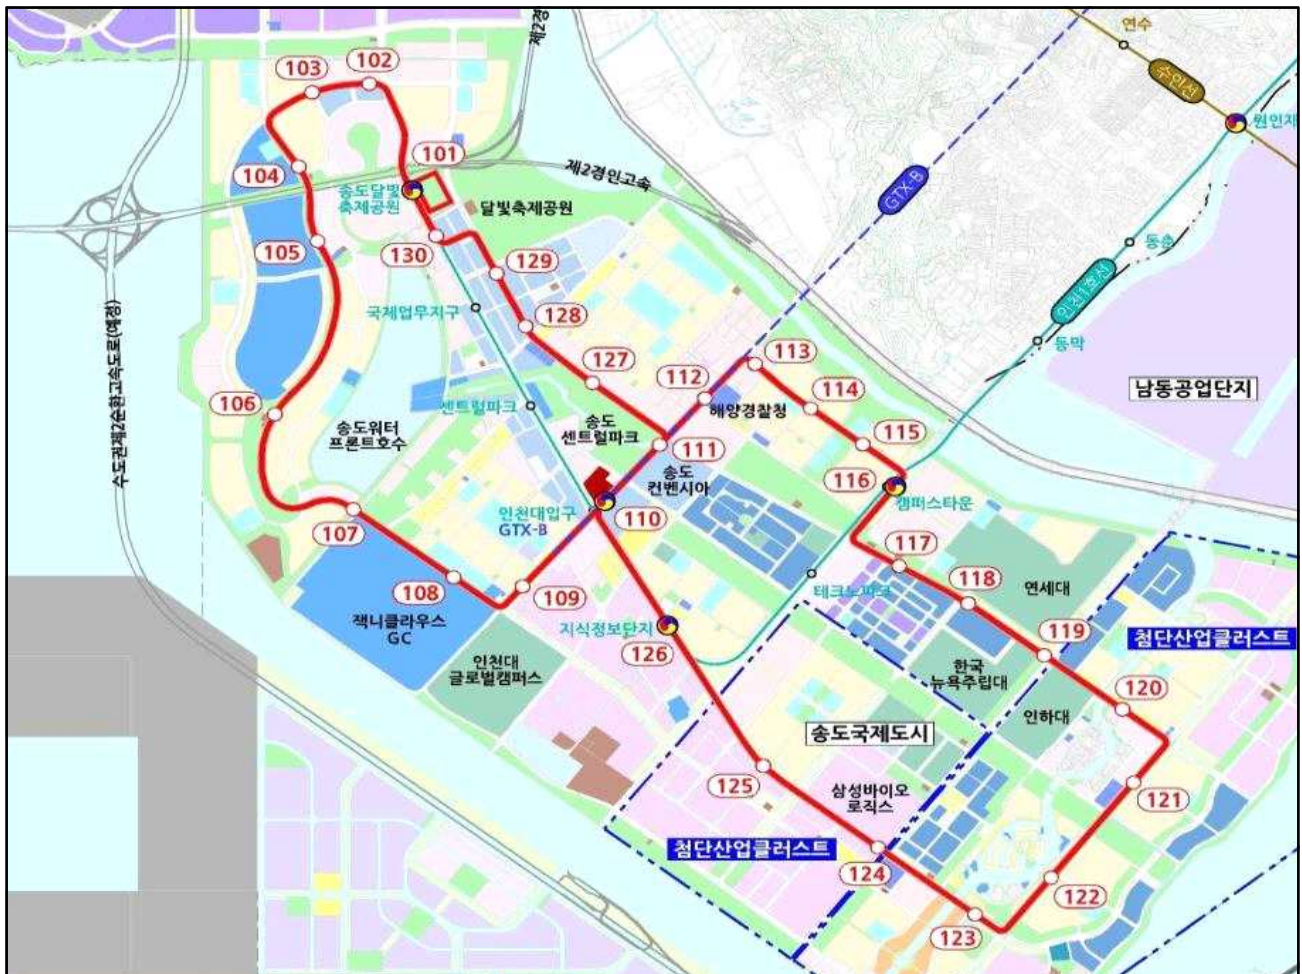 제2경
연수
수인선
원인재
102
103
101
104
송도달빛
축제공원
제2경인고속
GTX-B
달빛축제공원
130
105
129
동춘
인천1호선
국제업무지구
128
동막
수도권제2순환고속도로(예정)
127
113
112
남동공업단지
114
106
센트럴파크
해양경찰청
송도
센트럴파크
송도워터
프론트호수
111
115
송도
컨벤시아
116
캠퍼스타운
인천대입구
GTX-B
110
107
117
118
연세대
108
109
테크노파크
잭니클라우스
GC
지식정보단지
126
119
첨단산업클러스트
인천대
글로벌캠퍼스
한국
뉴욕주립대
120
인하대
송도국제도시
125
삼성바이오
로직스
121
첨단산업클러스트
124
122
123